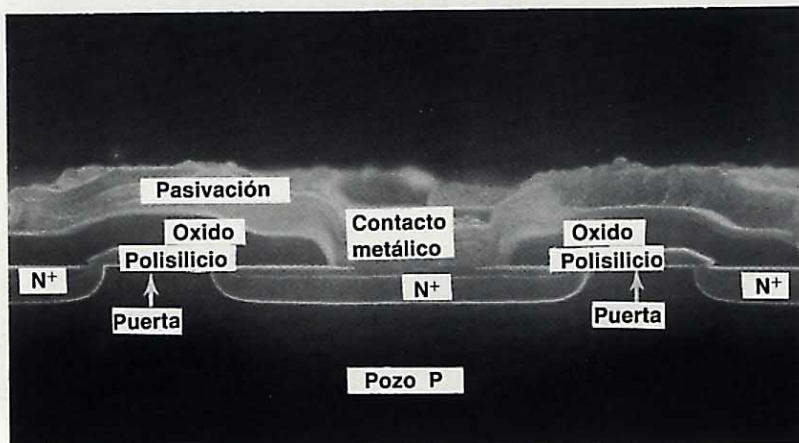 Pasivación
Contacto
metálico
Oxido
Oxido
Polisilicio
Polisilicio
N+
N+
N+
Puerta
Puerta
Pozo P